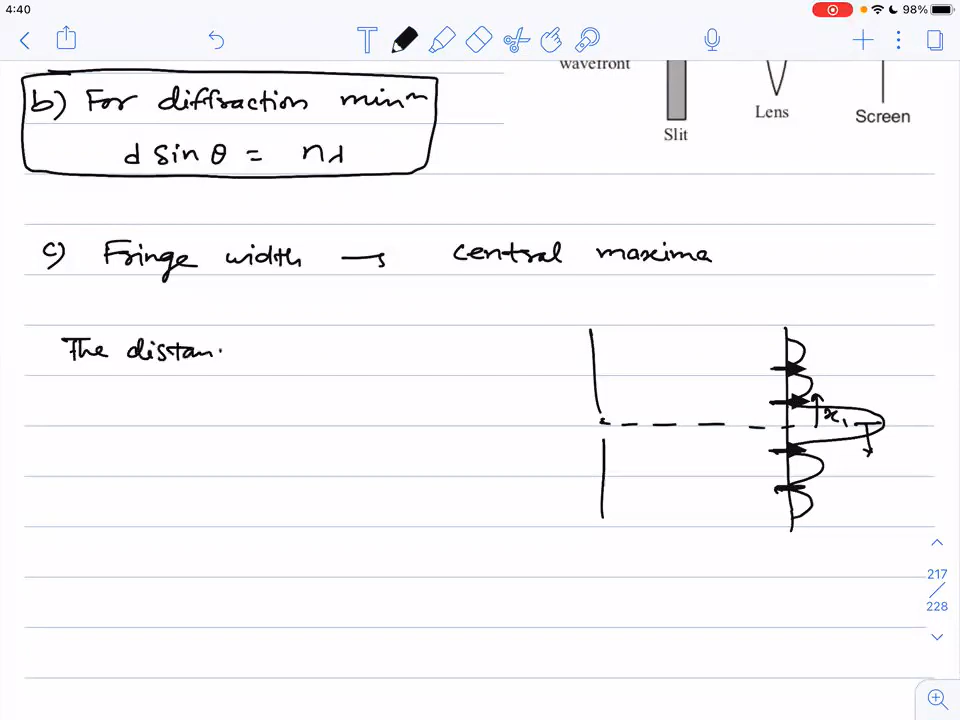 4:40
98%
T
wavefront
Lens
Screen
Slit
b) For diffraction minm
d sin θ = nλ
c) Fringe width → central maxima
The distan
x₁
217
228